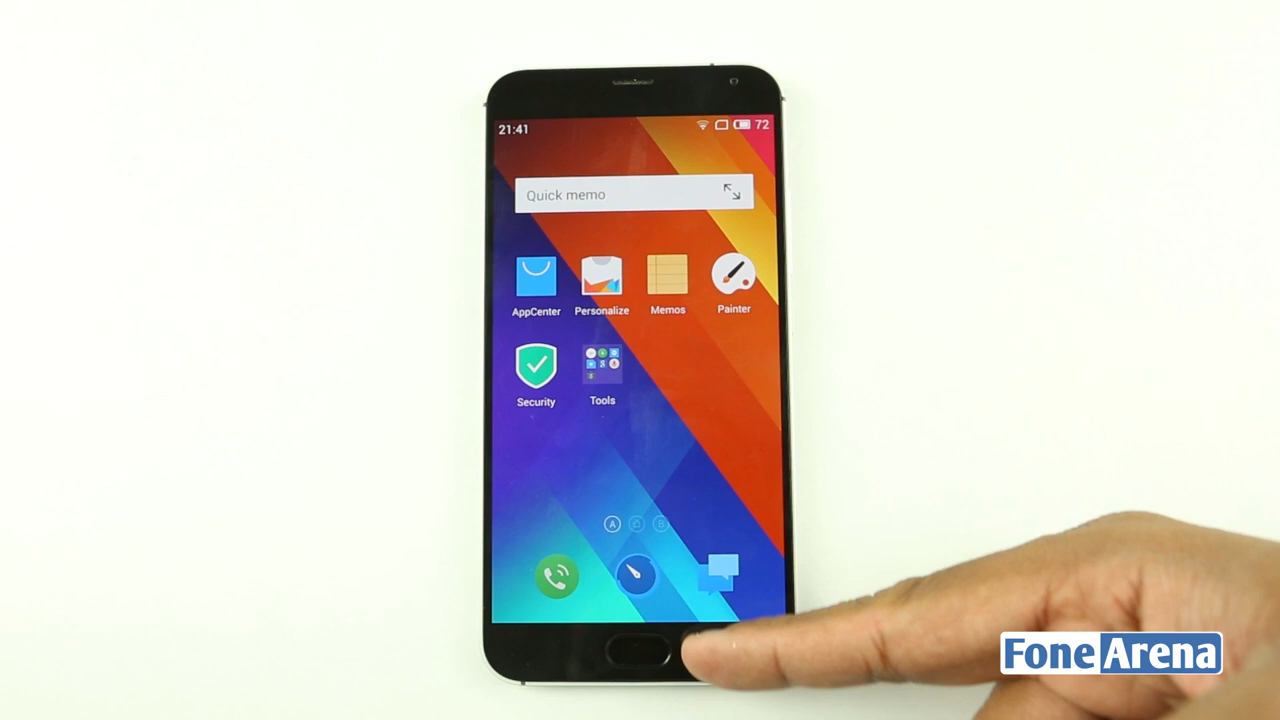 21:41
72
Quick memo
AppCenter
Personalize
Memos
Painter
Security
Tools
A
B
FoneArena